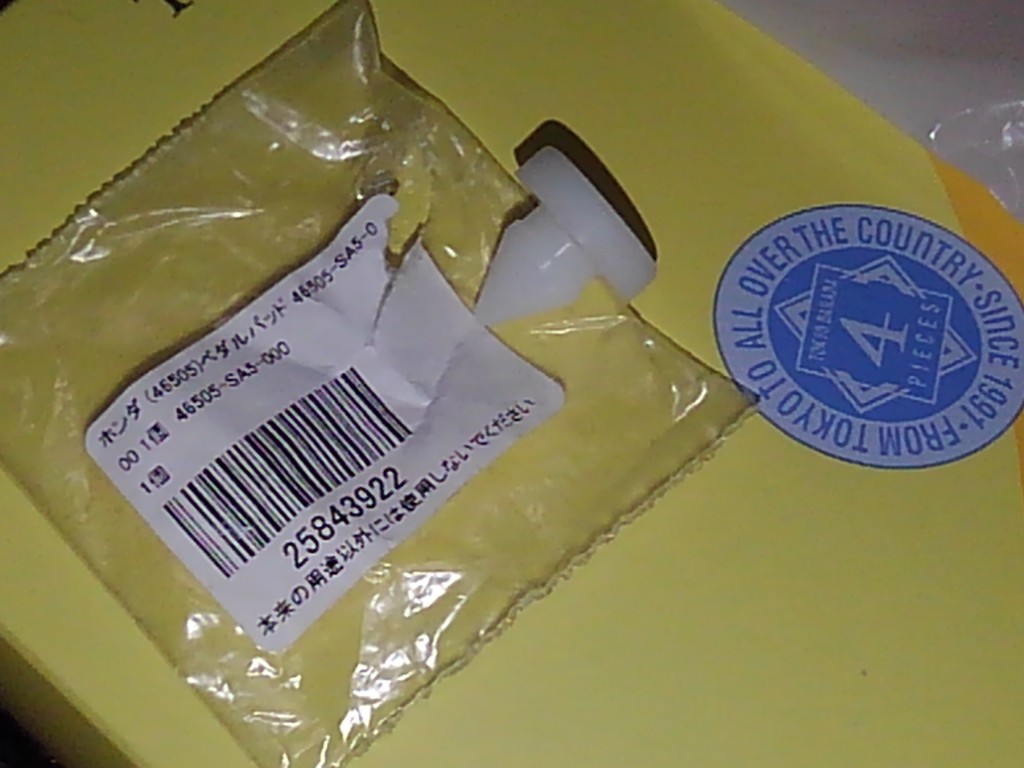 ホンダ (46505)ペダルパッド 46505-SA5-0
00 1個 46505-SA5-000
1個
25843922
本来の用途以外には使用しないでください
TO ALL OVER THE COUNTRY・SINCE 1991・FROM TOKYO
4
PIECES